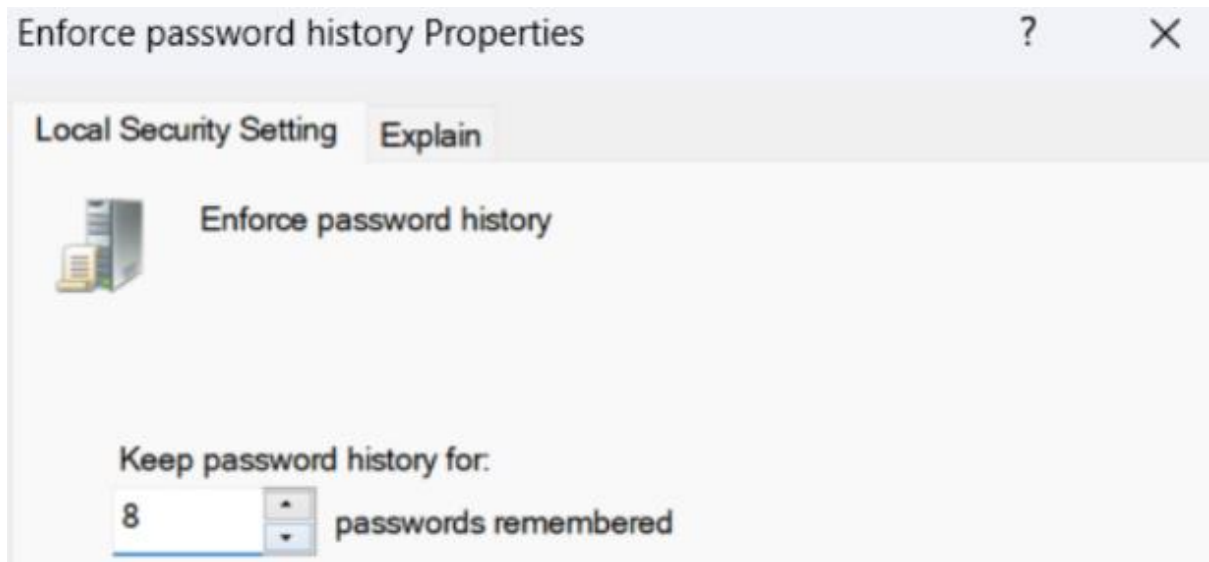 Enforce password history Properties ? ×
Local Security Setting Explain
Enforce password history
Keep password history for:
8 passwords remembered